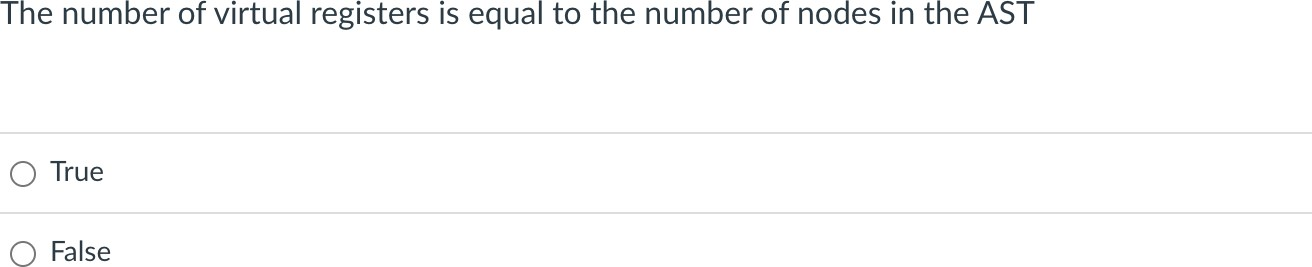 The number of virtual registers is equal to the number of nodes in the AST
True
False